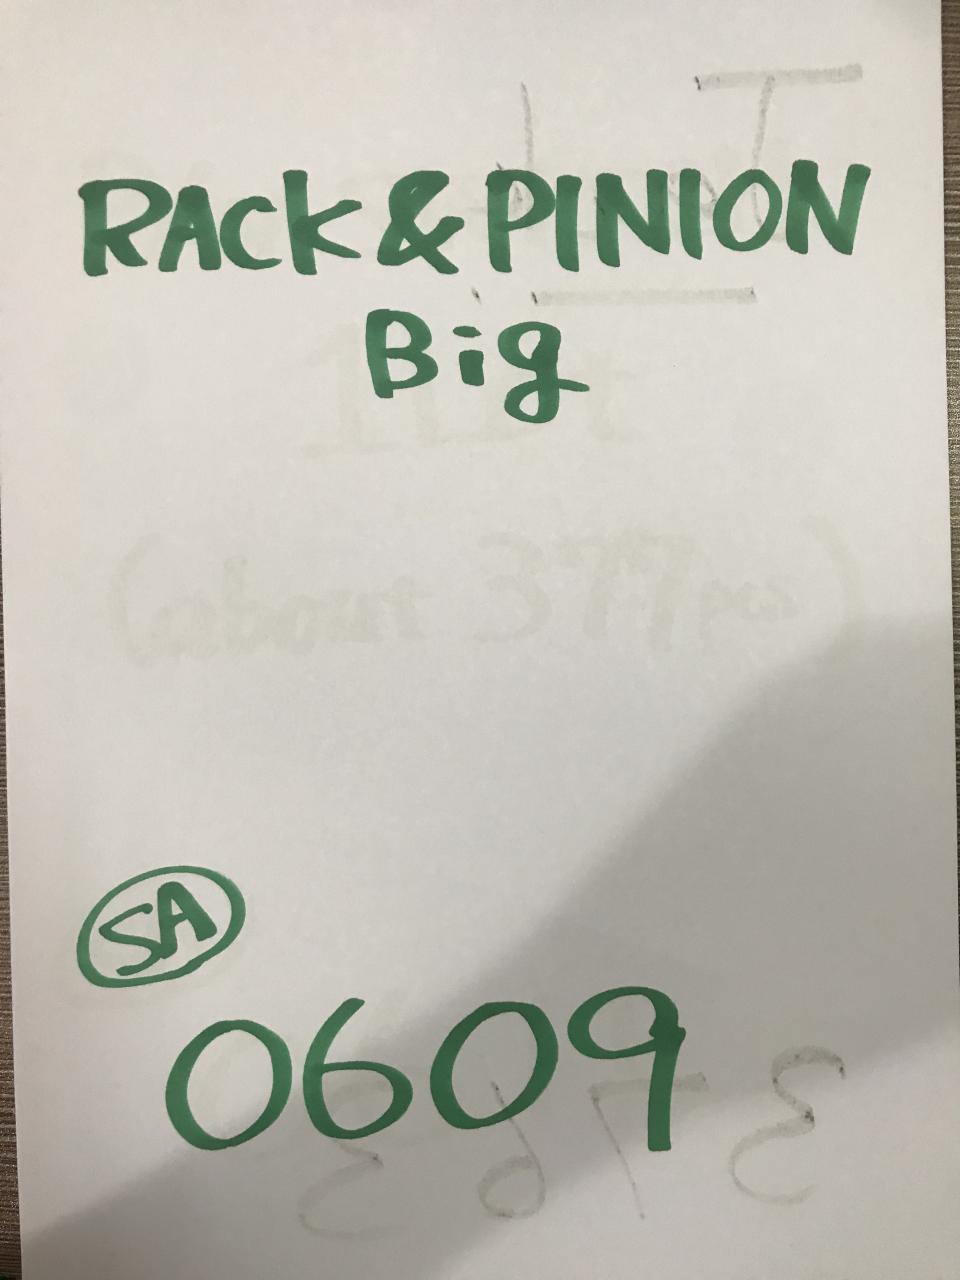 RACK & PINION
Big
SA
0609